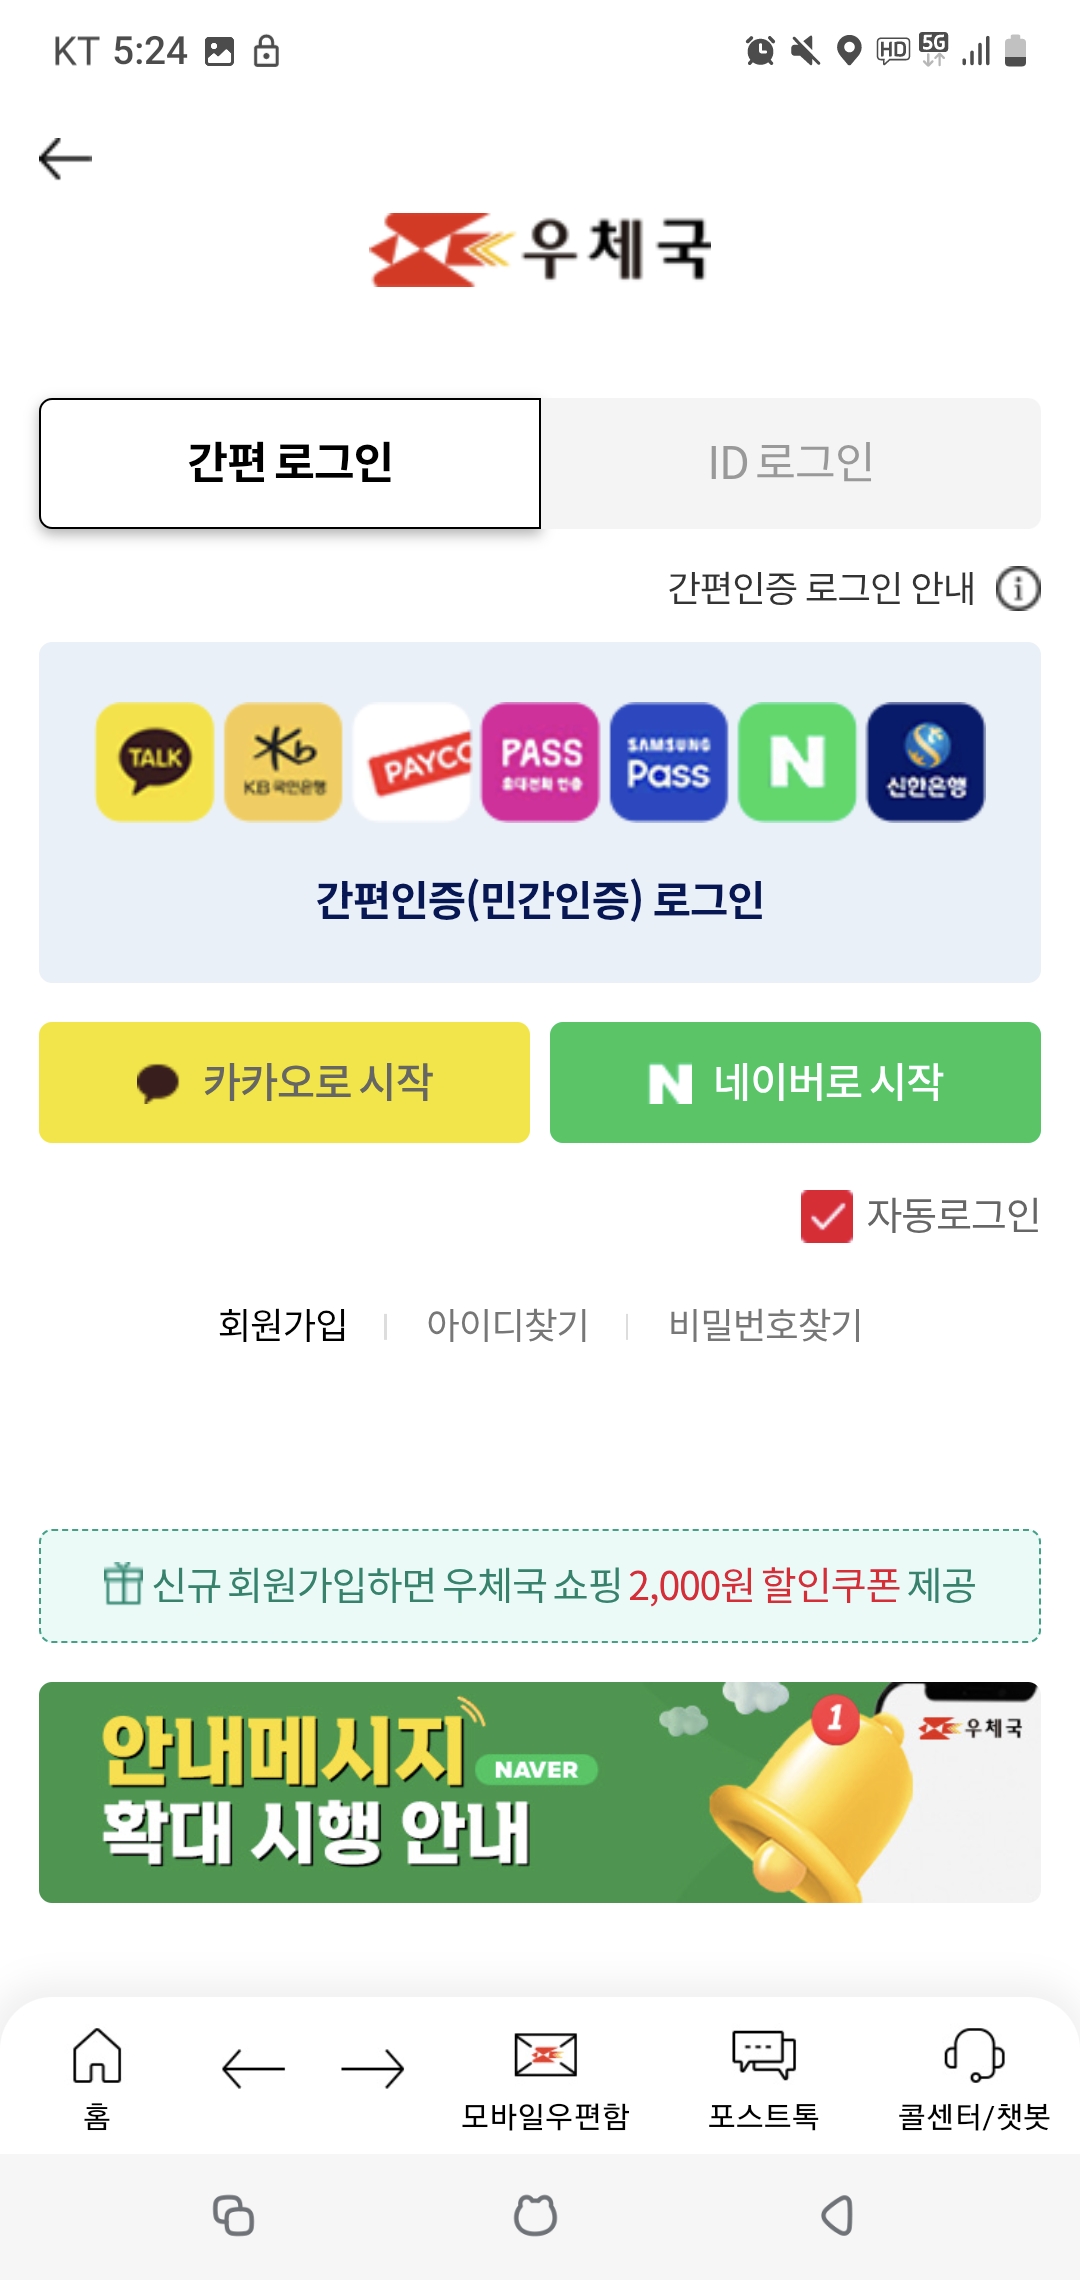 KT 5:24
HD 5G
우체국
간편 로그인
ID 로그인
간편인증 로그인 안내
TALK
KB 국민은행
PAYCO
PASS
휴대전화 인증
SAMSUNG
Pass
N
신한은행
간편인증(민간인증) 로그인
카카오로 시작
N 네이버로 시작
자동로그인
회원가입
아이디찾기
비밀번호찾기
신규 회원가입하면 우체국 쇼핑 2,000원 할인쿠폰 제공
안내메시지 NAVER
확대 시행 안내
1
우체국
홈
모바일우편함
포스트톡
콜센터/챗봇